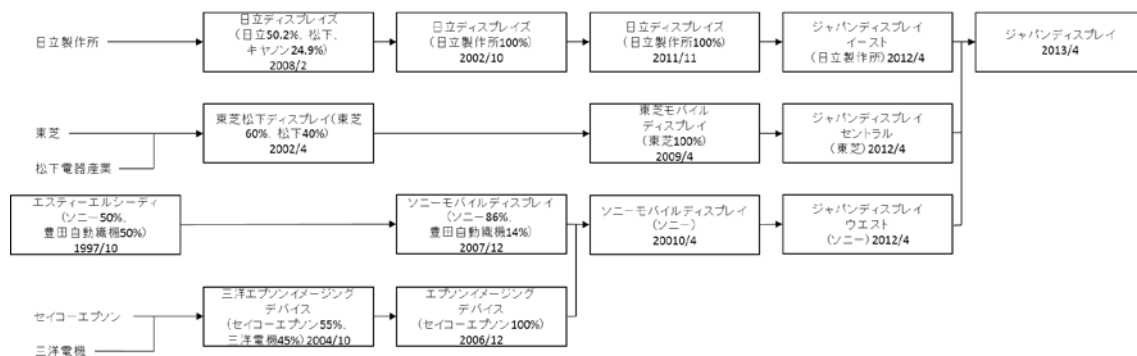 日立製作所
日立ディスプレイズ
(日立50.2%、松下、
キヤノン24.9%)
2008/2
日立ディスプレイズ
(日立製作所100%)
2002/10
日立ディスプレイズ
(日立製作所100%)
2011/11
ジャパンディスプレイ
イースト
(日立製作所) 2012/4
ジャパンディスプレイ
2013/4
東芝
松下電器産業
東芝松下ディスプレイ(東芝
60%、松下40%)
2002/4
東芝モバイル
ディスプレイ
(東芝100%)
2009/4
ジャパンディスプレイ
セントラル
(東芝) 2012/4
エスティーエルシーディ
(ソニー50%、
豊田自動織機50%)
1997/10
ソニーモバイルディスプレイ
(ソニー86%、
豊田自動織機14%)
2007/12
ソニーモバイルディスプレイ
(ソニー)
20010/4
ジャパンディスプレイ
ウエスト
(ソニー) 2012/4
セイコーエプソン
三洋電機
三洋エプソンイメージング
デバイス
(セイコーエプソン55%、
三洋電機45%) 2004/10
エプソンイメージング
デバイス
(セイコーエプソン100%)
2006/12